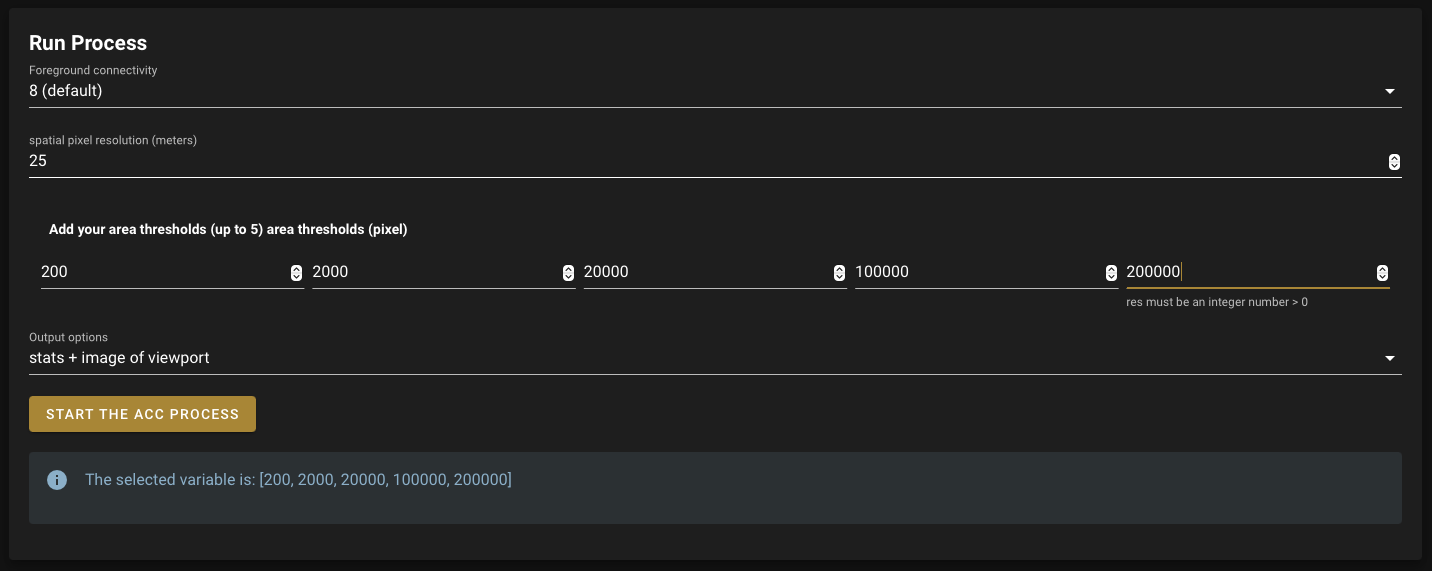 Run Process
Foreground connectivity
8 (default)
spatial pixel resolution (meters)
25
Add your area thresholds (up to 5) area thresholds (pixel)
200 2000 20000 100000 200000
res must be an integer number > 0
Output options
stats + image of viewport
START THE ACC PROCESS
The selected variable is: [200, 2000, 20000, 100000, 200000]